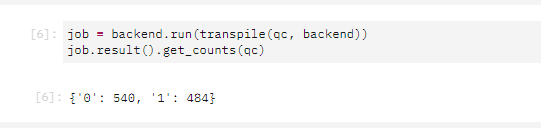 [6]: job = backend.run(transpile(qc, backend))
job.result().get_counts(qc)
[6]: {'0': 540, '1': 484}